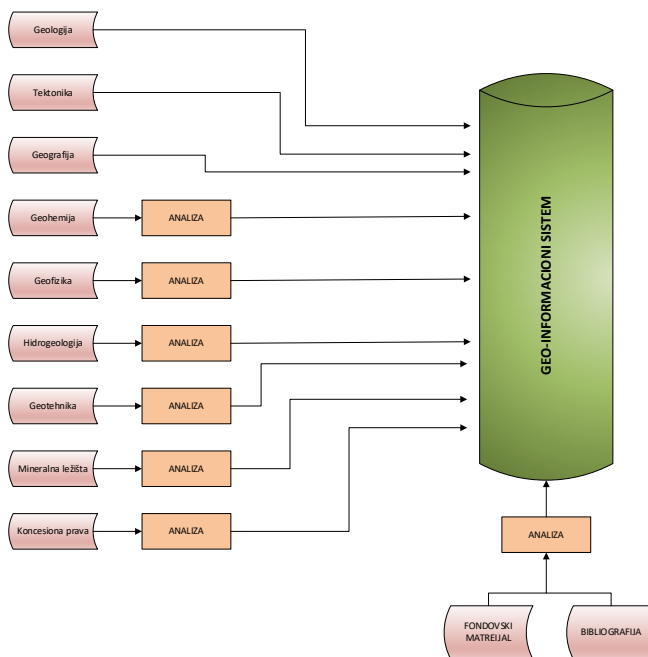 Geologija
Tektonika
Geografija
Geohemija
ANALIZA
Geofizika
ANALIZA
Hidrogeologija
ANALIZA
Geotehnika
ANALIZA
Mineralna ležišta
ANALIZA
Koncesiona prava
ANALIZA
GEO-INFORMACIONI SISTEM
ANALIZA
FONDOVSKI
MATREIJAL
BIBLIOGRAFIJA